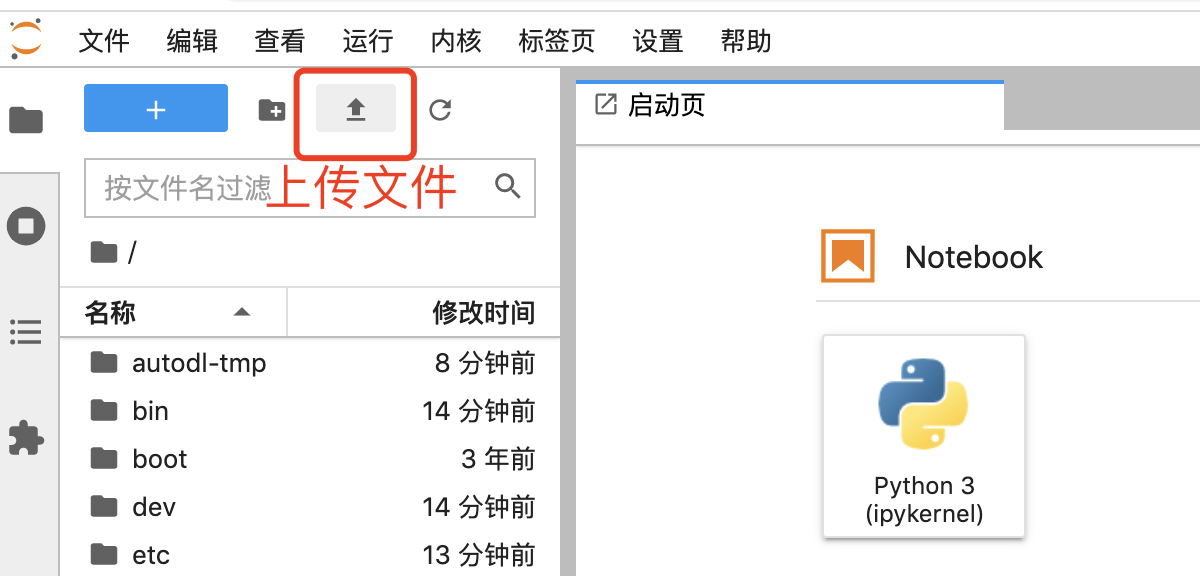 文件 编辑 查看 运行 内核 标签页 设置 帮助
启动页
按文件名过滤
上传文件
/
名称 修改时间
autodl-tmp 8 分钟前
bin 14 分钟前
boot 3 年前
dev 14 分钟前
etc 13 分钟前
Notebook
Python 3
(ipykernel)